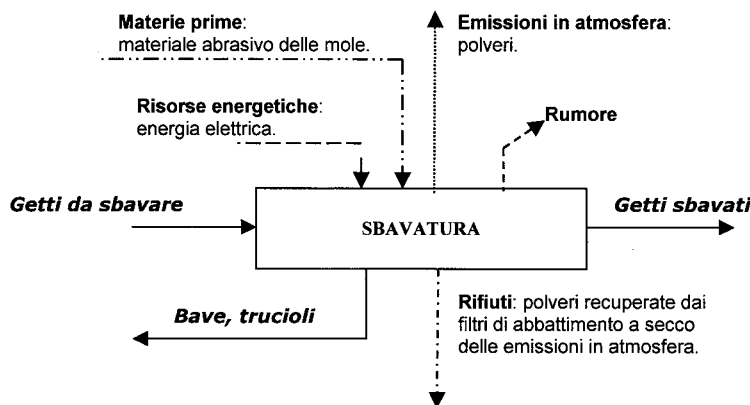 Materie prime:
materiale abrasivo delle mole.
Emissioni in atmosfera:
polveri.
Risorse energetiche:
energia elettrica.
Rumore
Getti da sbavare
SBAVATURA
Getti sbavati
Bave, trucioli
Rifiuti: polveri recuperate dai
filtri di abbattimento a secco
delle emissioni in atmosfera.